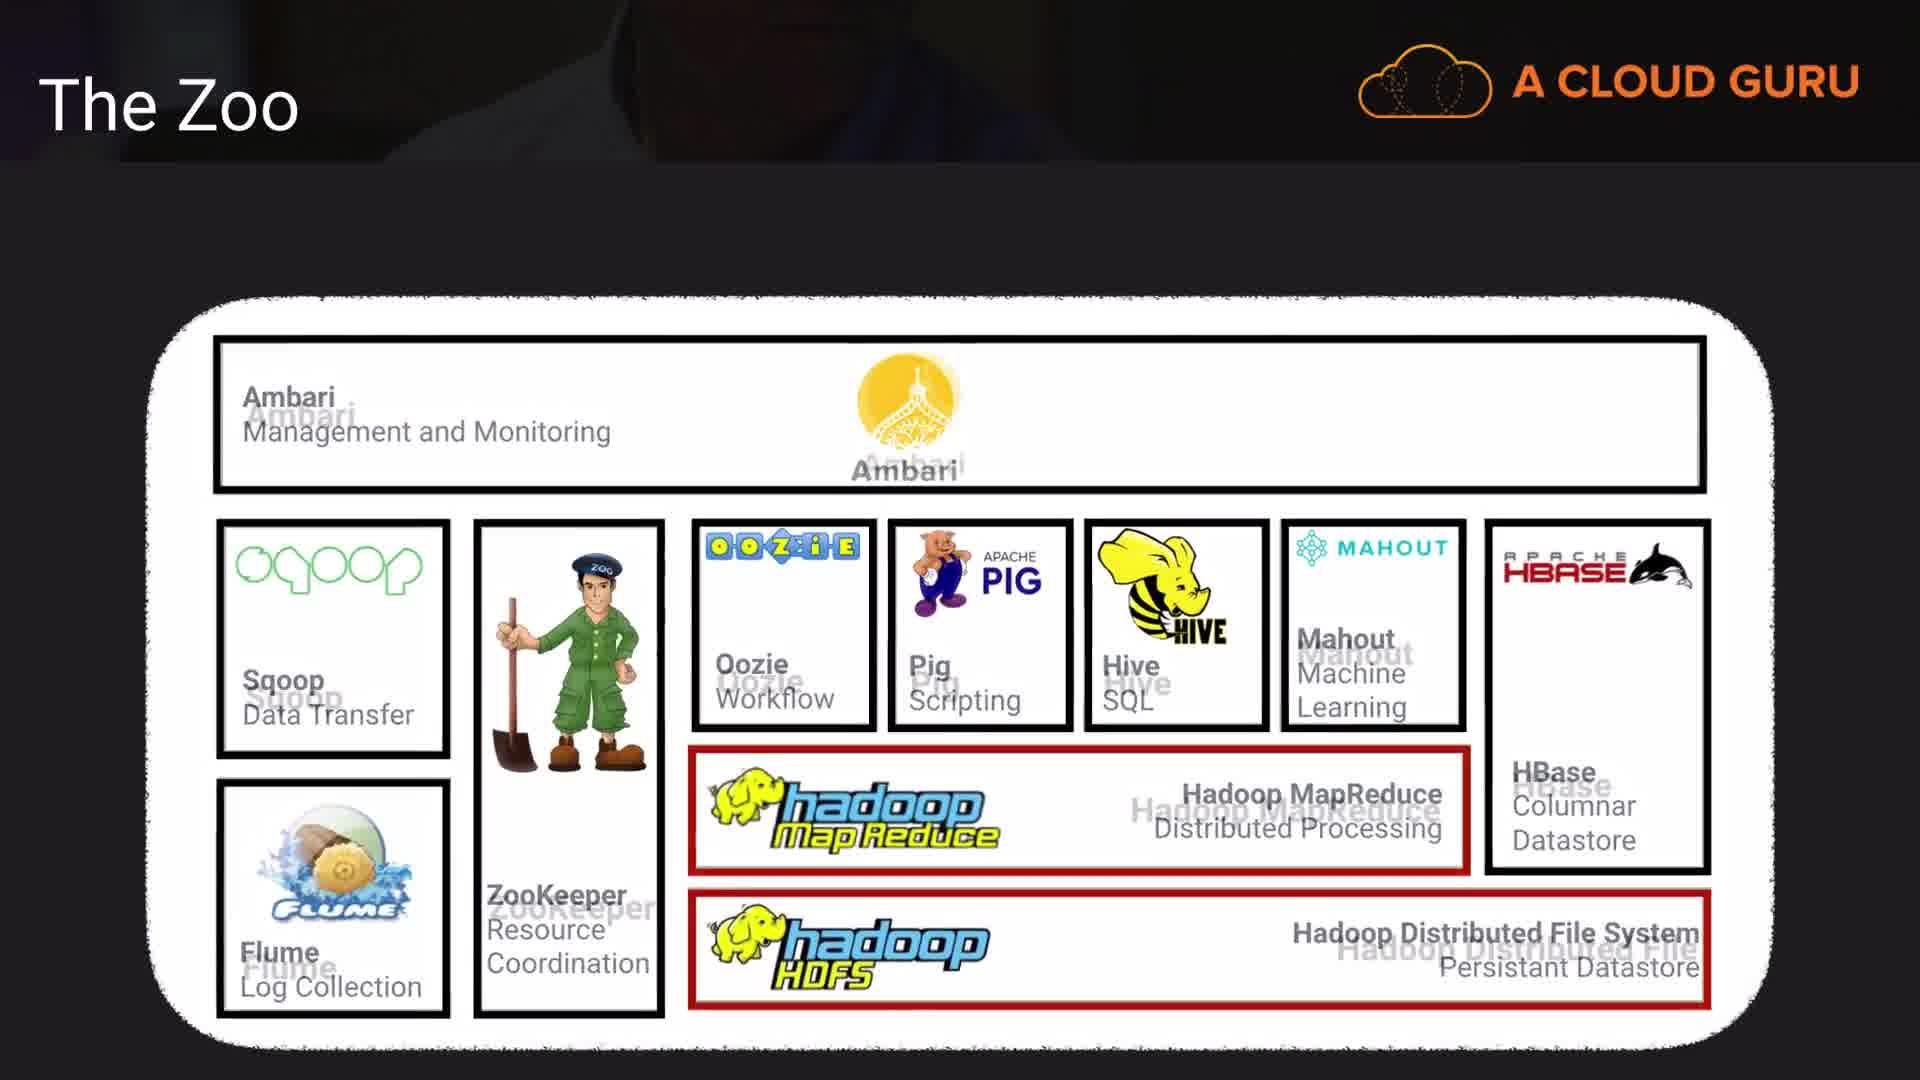 The Zoo
A CLOUD GURU
Ambari
Management and Monitoring
Ambari
sqoop
Sqoop
Data Transfer
FLUME
Flume
Log Collection
ZOO
ZooKeeper
Resource
Coordination
OOZIE
Oozie
Workflow
APACHE
PIG
Pig
Scripting
HIVE
Hive
SQL
MAHOUT
Mahout
Machine
Learning
APACHE
HBASE
HBase
Columnar
Datastore
hadoop
Map Reduce
Hadoop MapReduce
Distributed Processing
hadoop
HDFS
Hadoop Distributed File System
Persistant Datastore